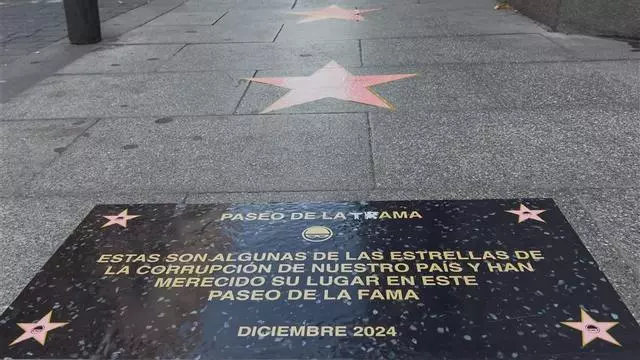 PASEO DE LA TRAMA
ESTAS SON ALGUNAS DE LAS ESTRELLAS DE
LA CORRUPCIÓN DE NUESTRO PAÍS Y HAN
MERECIDO SU LUGAR EN ESTE
PASEO DE LA FAMA
DICIEMBRE 2024